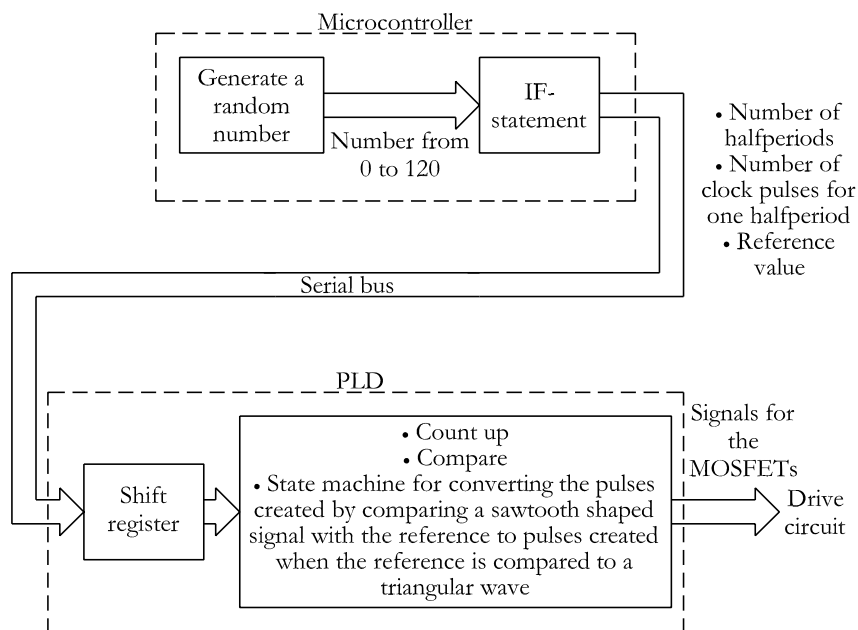 Microcontroller
Generate a
random
number
Number from
0 to 120
IF-
statement
• Number of
halfperiods
• Number of
clock pulses for
one halfperiod
• Reference
value
Serial bus
PLD
Shift
register
• Count up
• Compare
• State machine for converting the pulses
created by comparing a sawtooth shaped
signal with the reference to pulses created
when the reference is compared to a
triangular wave
Signals for
the
MOSFETs
Drive
circuit